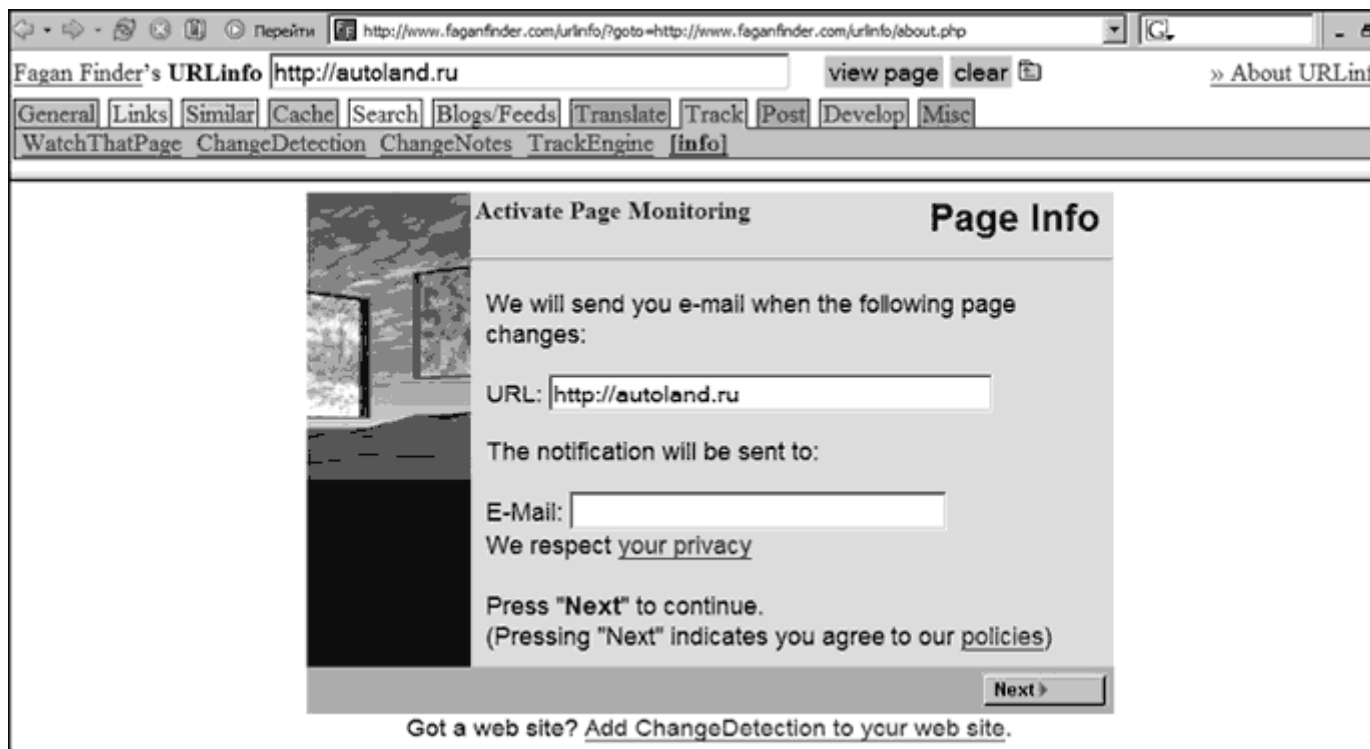 Перейти http://www.faganfinder.com/urlinfo/?goto=http://www.faganfinder.com/urlinfo/about.php G
Fagan Finder's URLinfo http://autoland.ru view page clear » About URLinf
General Links Similar Cache Search Blogs/Feeds Translate Track Post Develop Misc
WatchThatPage ChangeDetection ChangeNotes TrackEngine [info]
Activate Page Monitoring Page Info
We will send you e-mail when the following page
changes:
URL: http://autoland.ru
The notification will be sent to:
E-Mail:
We respect your privacy
Press "Next" to continue.
(Pressing "Next" indicates you agree to our policies)
Next
Got a web site? Add ChangeDetection to your web site.